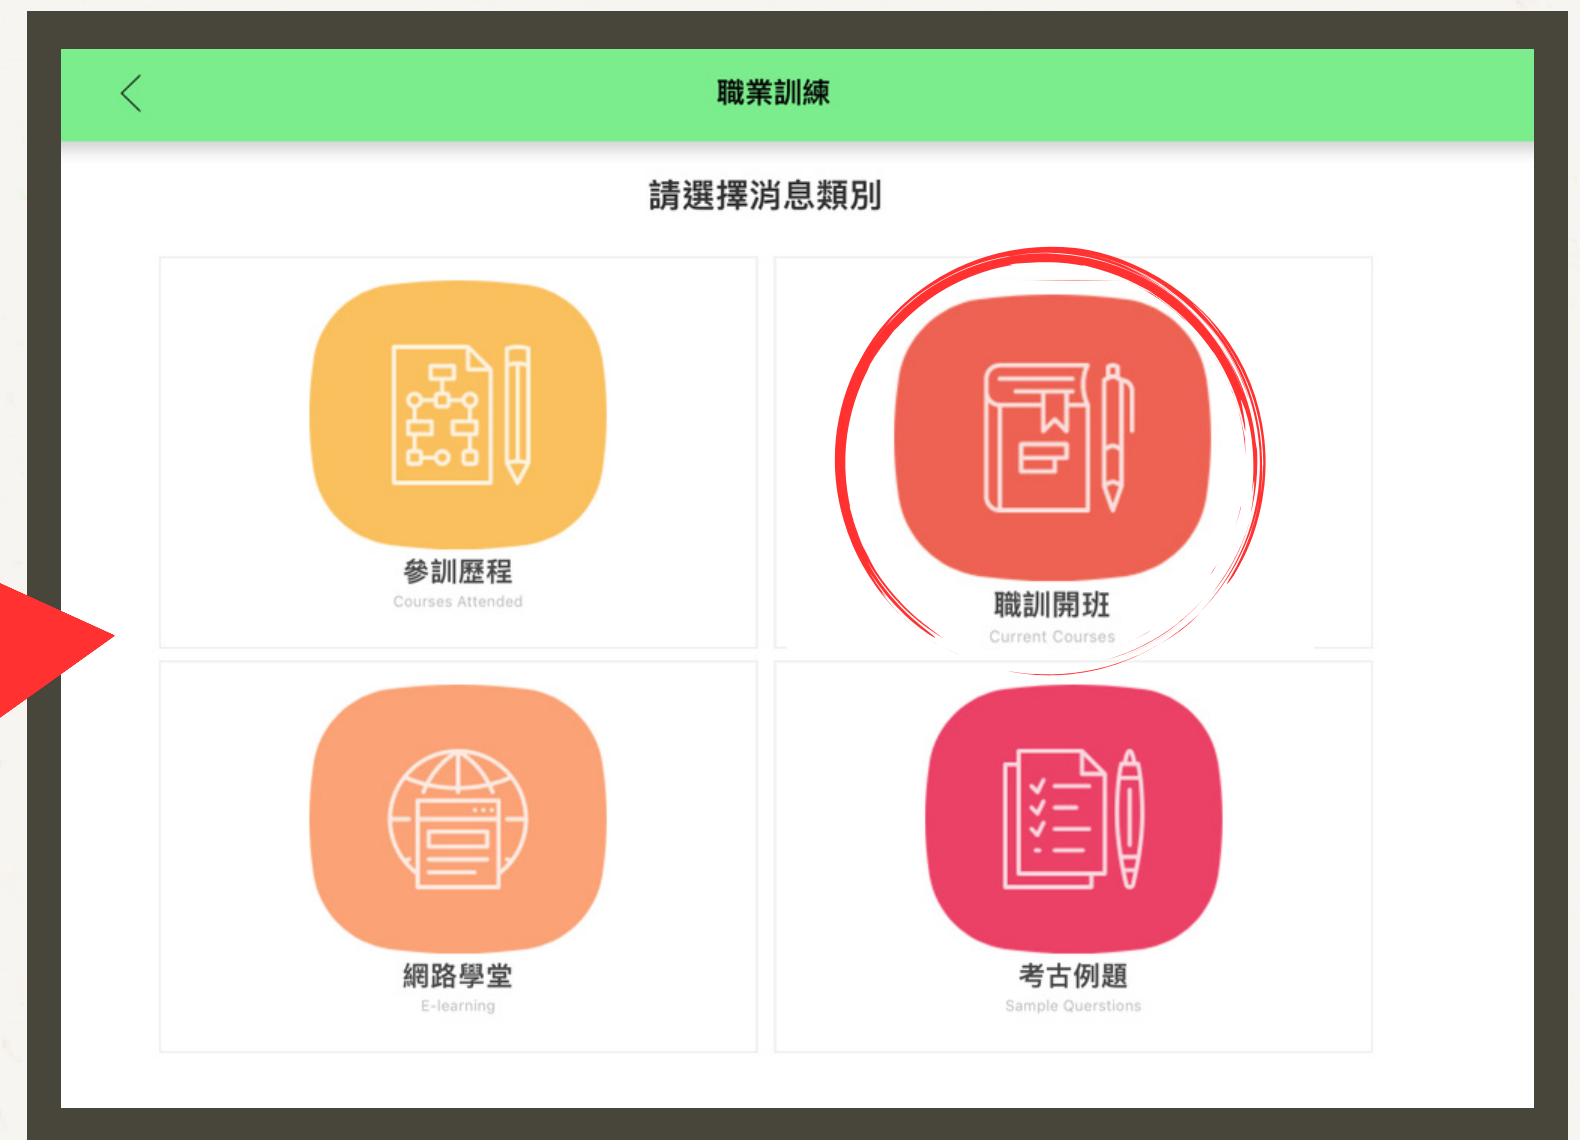 職業訓練
請選擇消息類別
參訓歷程
Courses Attended
職訓開班
Current Courses
網路學堂
E-learning
考古例題
Sample Querstions